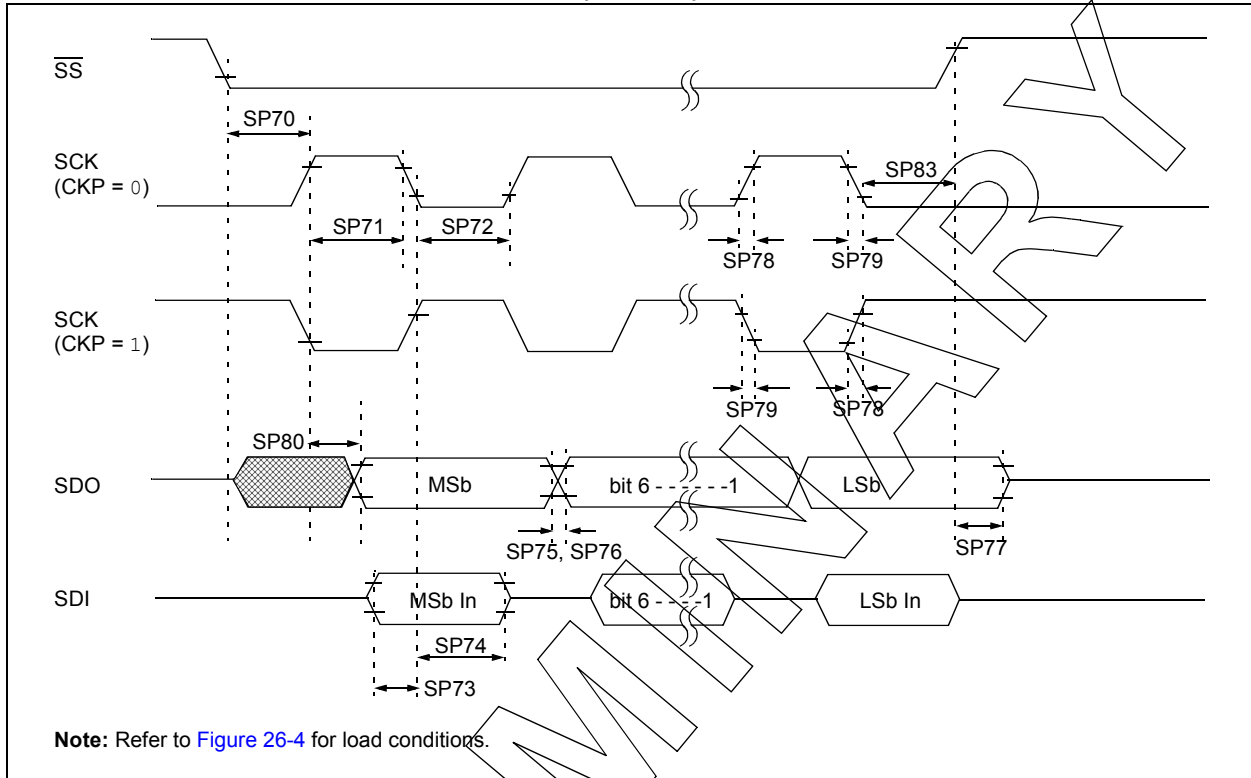 SS
SP70
SCK
(CKP = 0)
SP83
SP71
SP72
SP78
SP79
SCK
(CKP = 1)
SP79
SP78
SP80
SDO
MSb
bit 6 - - - - - -1
LSb
SP75, SP76
SP77
SDI
MSb In
bit 6 - - - -1
LSb In
SP74
SP73
Note: Refer to Figure 26-4 for load conditions.
M I N A R Y